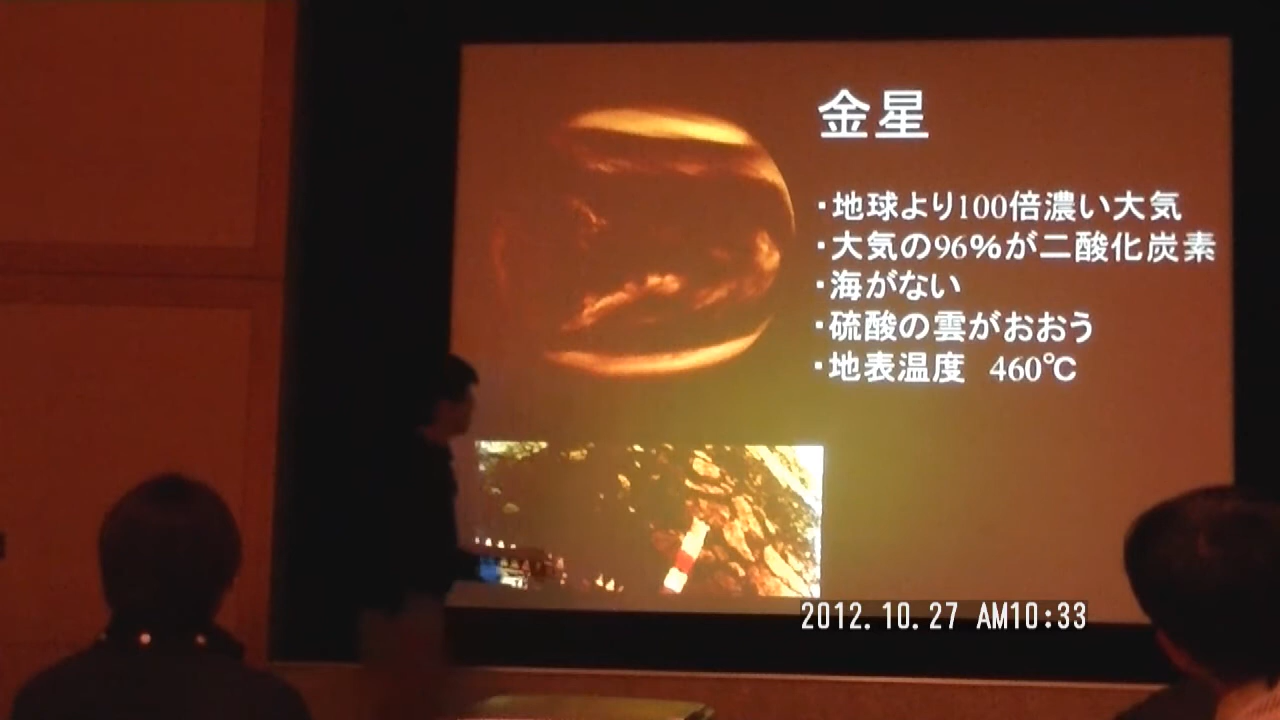 金星
・地球より100倍濃い大気
・大気の96%が二酸化炭素
・海がない
・硫酸の雲がおおう
・地表温度 460℃
2012.10.27 AM10:33